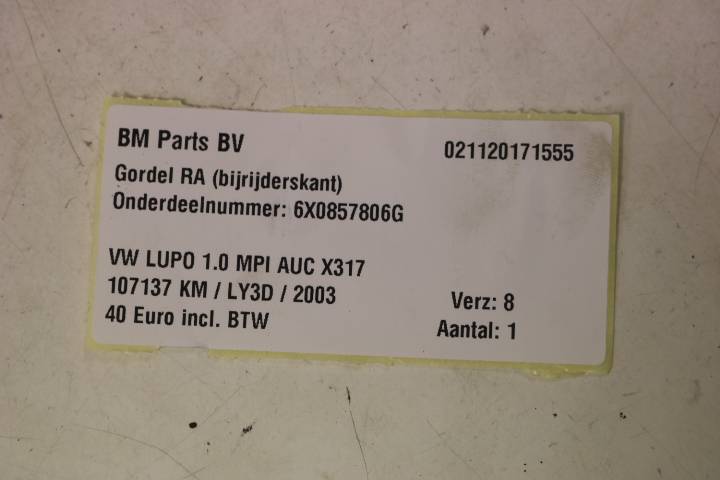 BM Parts BV 021120171555
Gordel RA (bijrijderskant)
Onderdeelnummer: 6X0857806G
VW LUPO 1.0 MPI AUC X317
107137 KM / LY3D / 2003 Verz: 8
40 Euro incl. BTW Aantal: 1